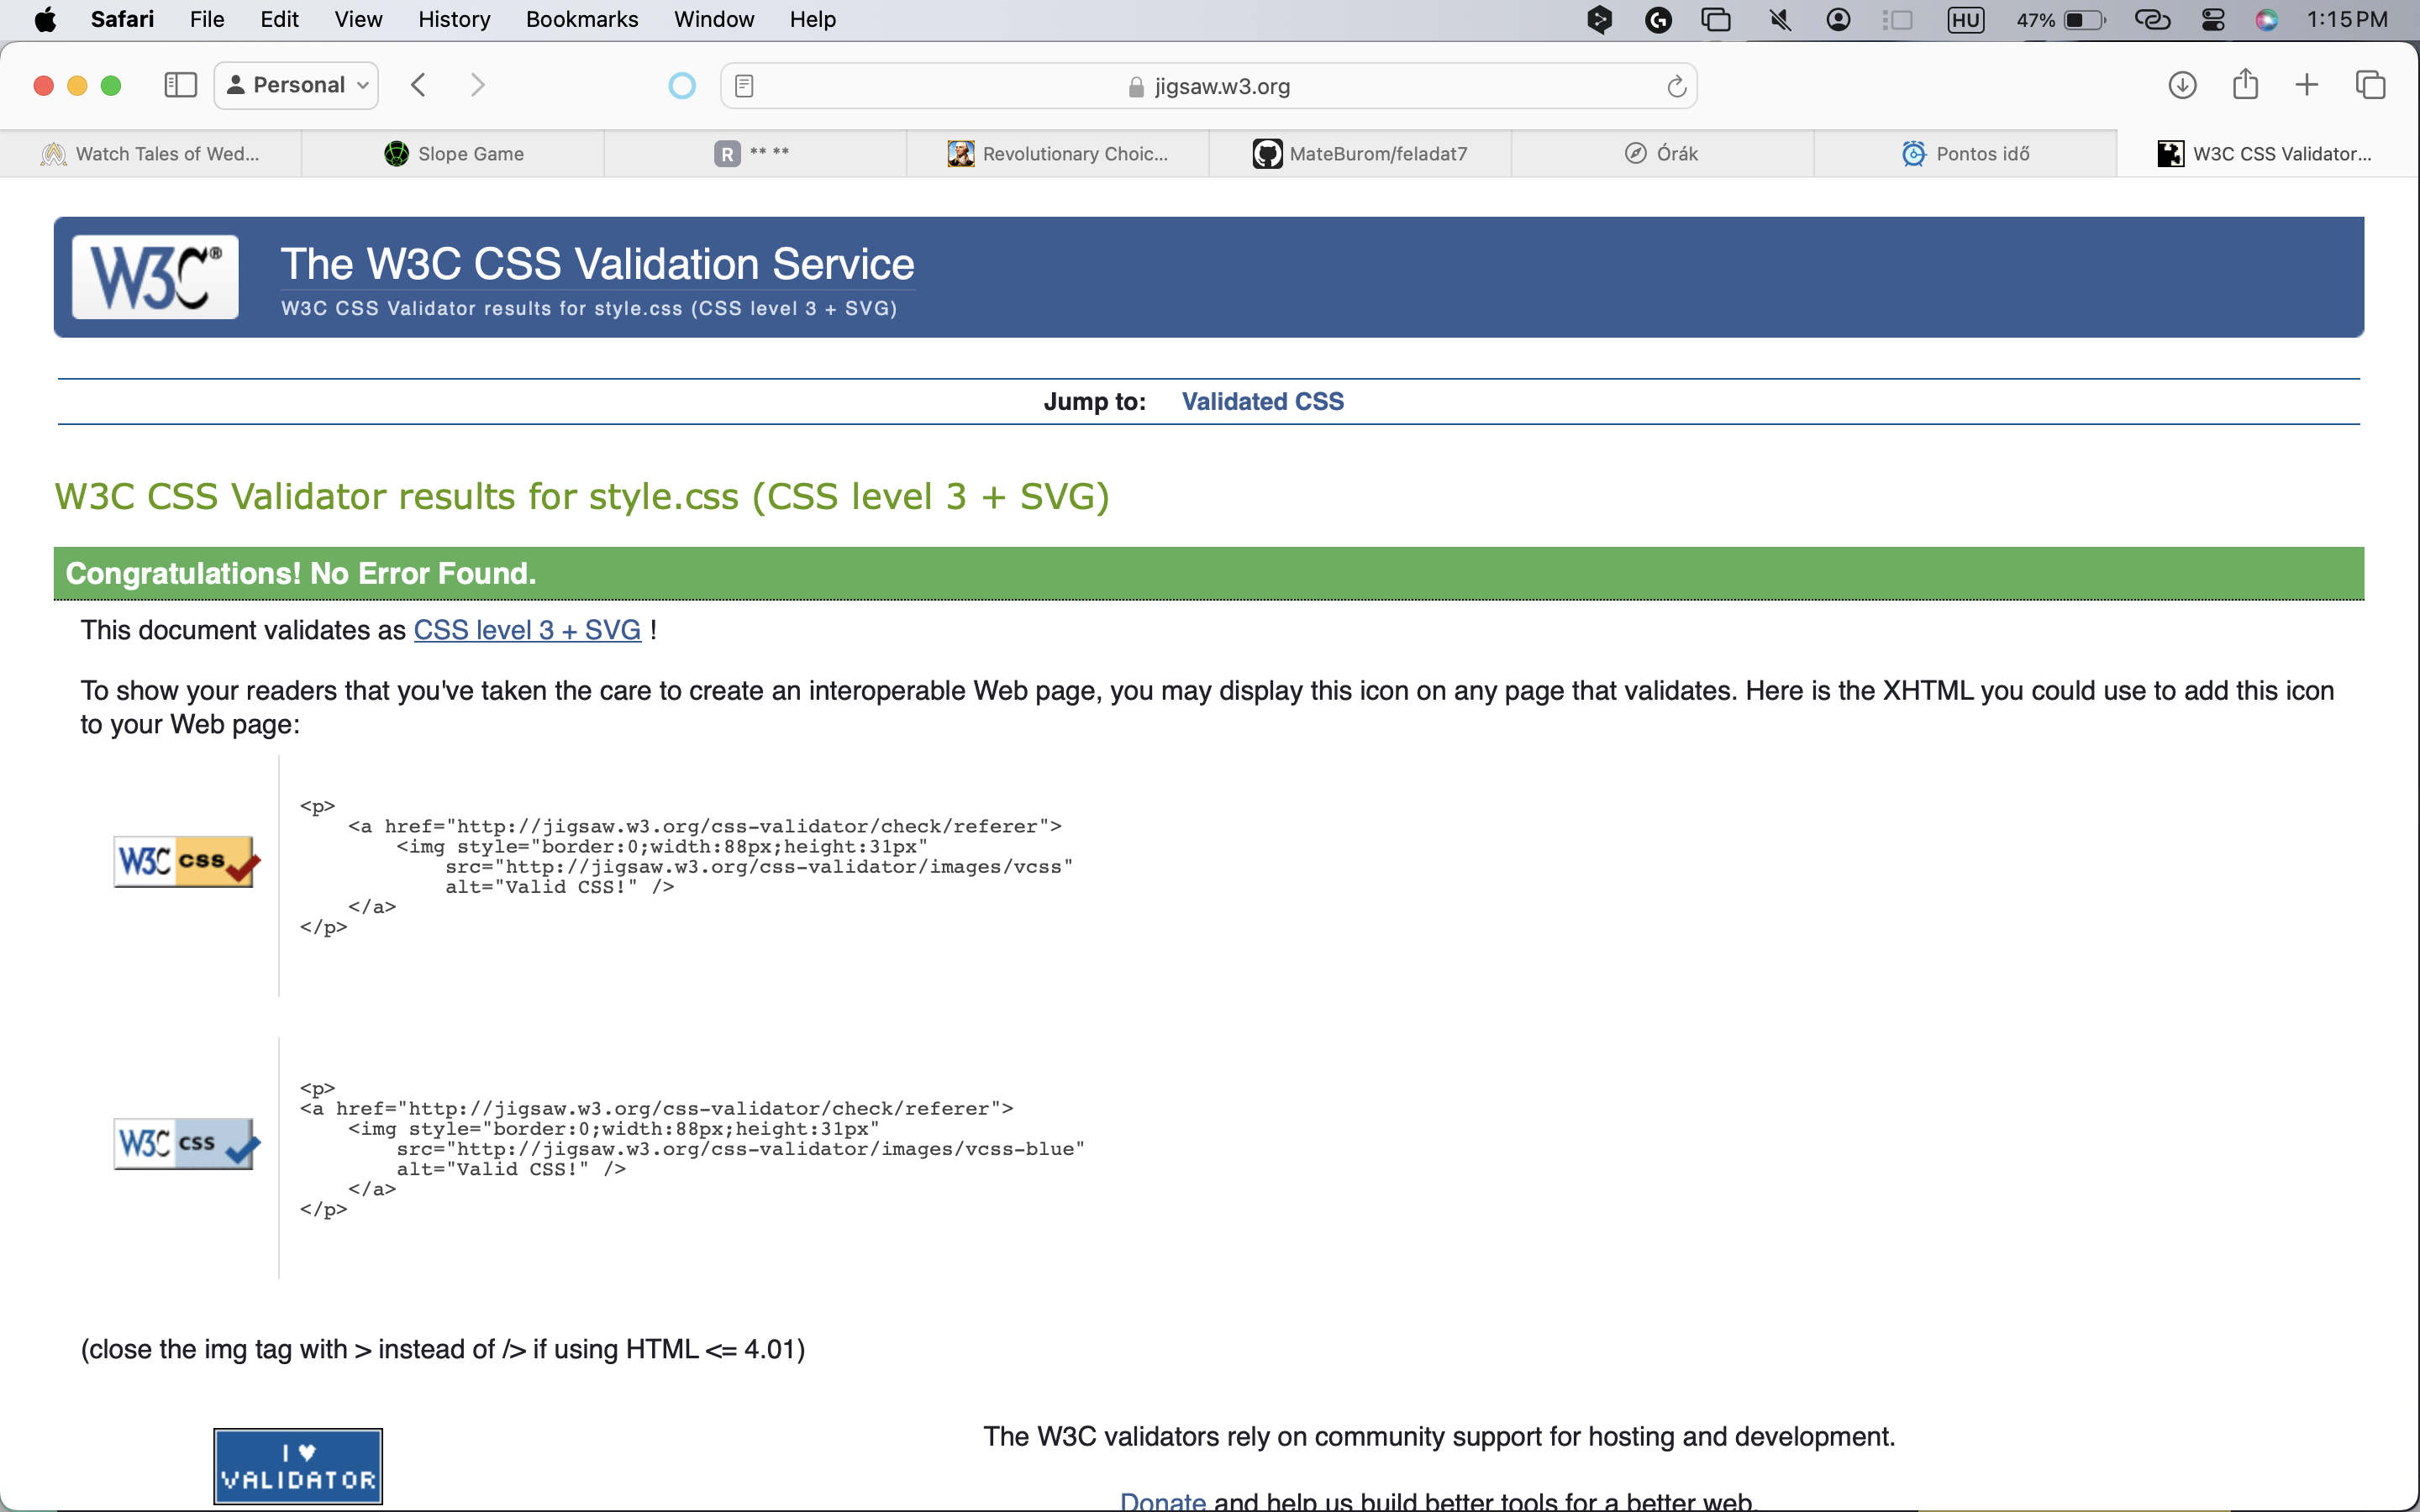 Safari File Edit View History Bookmarks Window Help HU 47% 1:15 PM
Personal jigsaw.w3.org
Watch Tales of Wed... Slope Game R ** ** Revolutionary Choic... MateBurom/feladat7 Órák Pontos idő W3C CSS Validator...
W3C® The W3C CSS Validation Service
W3C CSS Validator results for style.css (CSS level 3 + SVG)
Jump to: Validated CSS
W3C CSS Validator results for style.css (CSS level 3 + SVG)
Congratulations! No Error Found.
This document validates as CSS level 3 + SVG !
To show your readers that you've taken the care to create an interoperable Web page, you may display this icon on any page that validates. Here is the XHTML you could use to add this icon
to your Web page:
W3C css
<p>
<a href="http://jigsaw.w3.org/css-validator/check/referer">
<img style="border:0;width:88px;height:31px"
src="http://jigsaw.w3.org/css-validator/images/vcss"
alt="Valid CSS!" />
</a>
</p>
W3C css
<p>
<a href="http://jigsaw.w3.org/css-validator/check/referer">
<img style="border:0;width:88px;height:31px"
src="http://jigsaw.w3.org/css-validator/images/vcss-blue"
alt="Valid CSS!" />
</a>
</p>
(close the img tag with > instead of /> if using HTML <= 4.01)
I ♥
VALIDATOR
The W3C validators rely on community support for hosting and development.
Donate and help us build better tools for a better web.